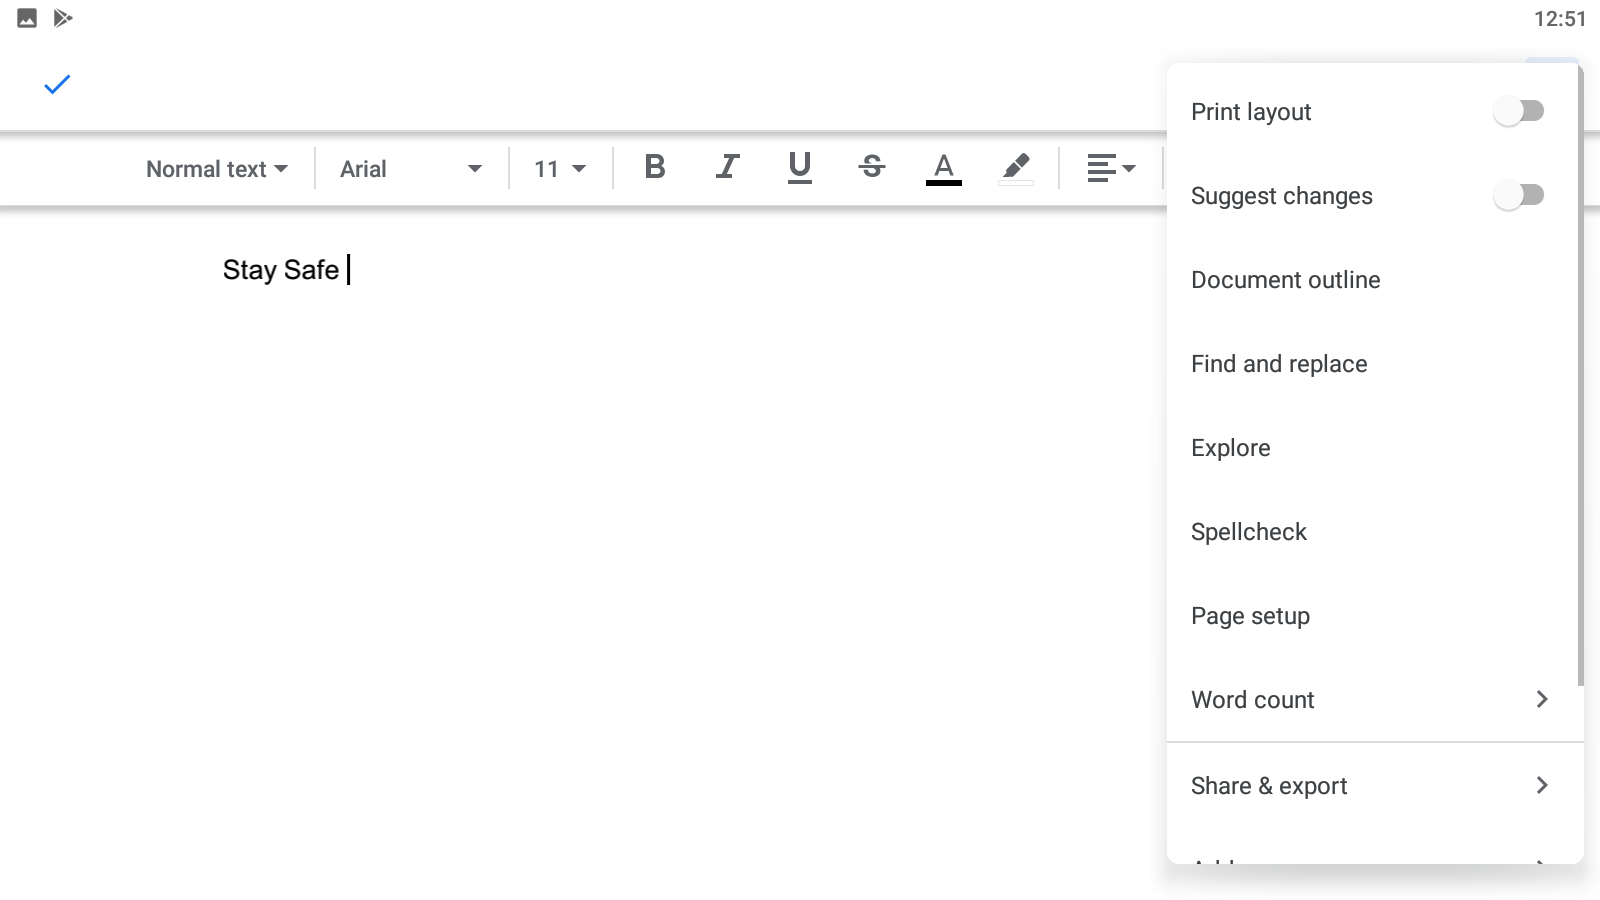 12:51
Normal text
Arial
11
B I U S A
Stay Safe
Print layout
Suggest changes
Document outline
Find and replace
Explore
Spellcheck
Page setup
Word count
Share & export